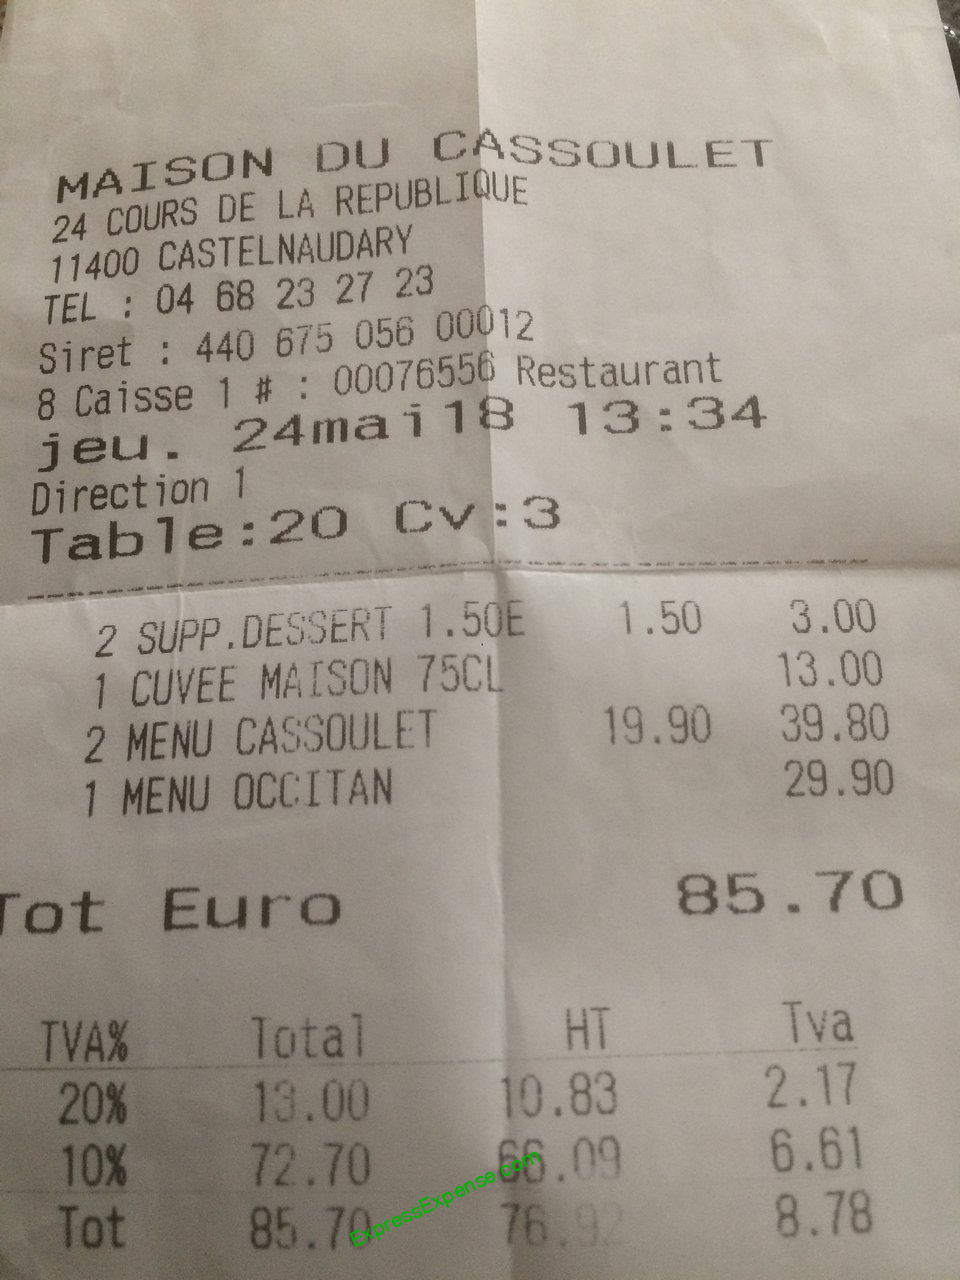 MAISON DU CASSOULET
24 COURS DE LA REPUBLIQUE
11400 CASTELNAUDARY
TEL : 04 68 23 27 23
Siret : 440 675 056 00012
8 Caisse 1 # : 00076556 Restaurant
jeu. 24mai18 13:34
Direction 1
Table:20 Cv:3
2 SUPP.DESSERT 1.50E 1.50 3.00
1 CUVEE MAISON 75CL 13.00
2 MENU CASSOULET 19.90 39.80
1 MENU OCCITAN 29.90
Tot Euro 85.70
TVA% Total HT Tva
20% 13.00 10.83 2.17
10% 72.70 66.09 6.61
Tot 85.70 76.92 8.78
ExpressExpense.com